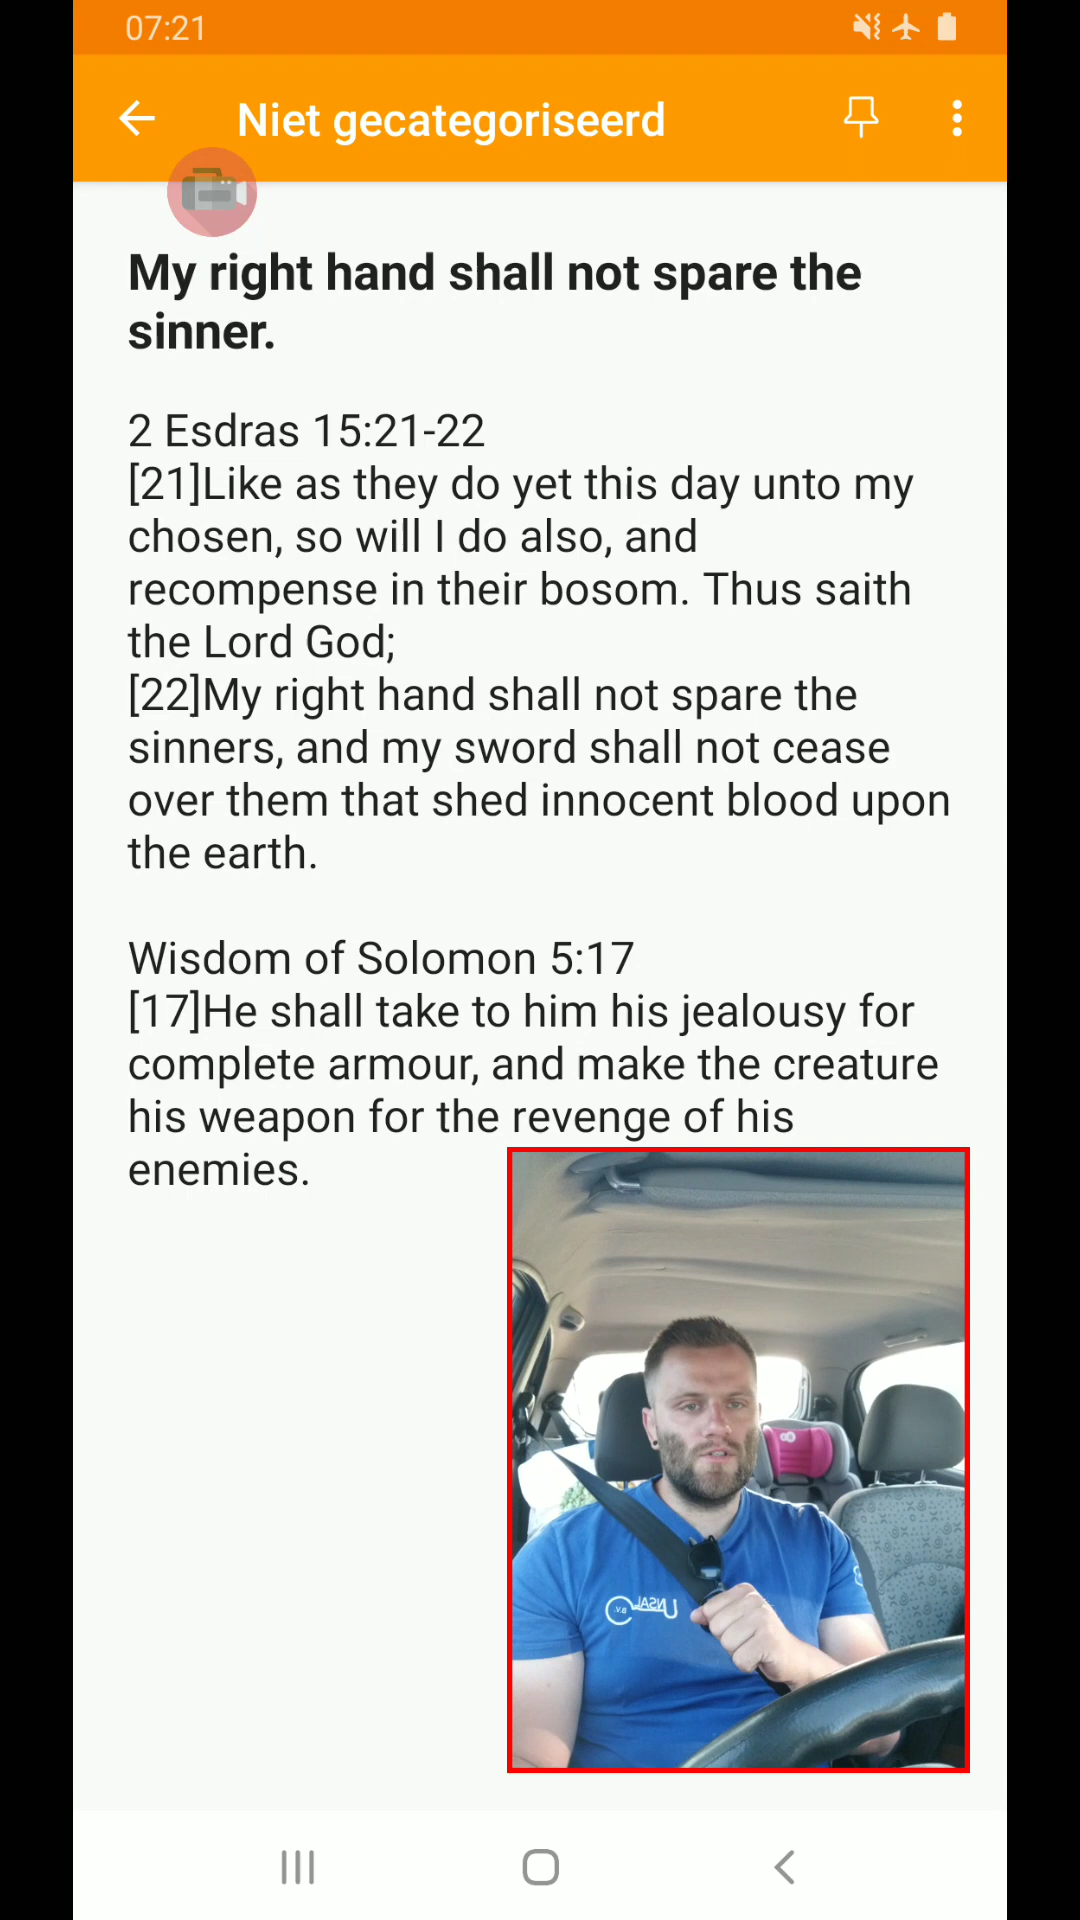 07:21
Niet gecategoriseerd
My right hand shall not spare the
sinner.
2 Esdras 15:21-22
[21]Like as they do yet this day unto my
chosen, so will I do also, and
recompense in their bosom. Thus saith
the Lord God;
[22]My right hand shall not spare the
sinners, and my sword shall not cease
over them that shed innocent blood upon
the earth.
Wisdom of Solomon 5:17
[17]He shall take to him his jealousy for
complete armour, and make the creature
his weapon for the revenge of his
enemies.
UNSAL B.V.